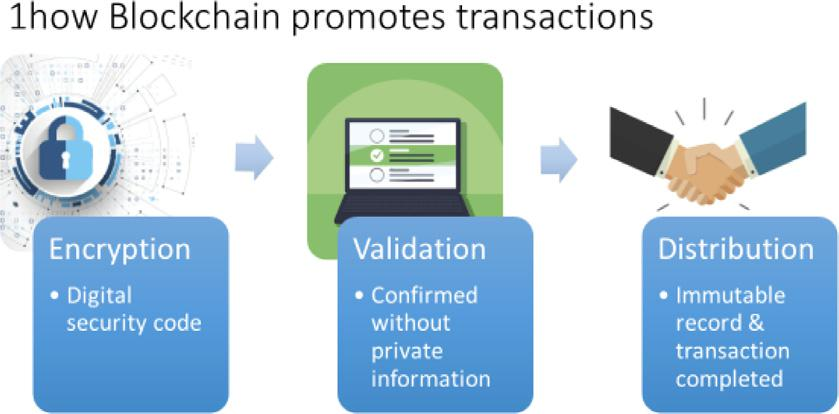 1how Blockchain promotes transactions
Encryption
• Digital
security code
Validation
• Confirmed
without
private
information
Distribution
• Immutable
record &
transaction
completed